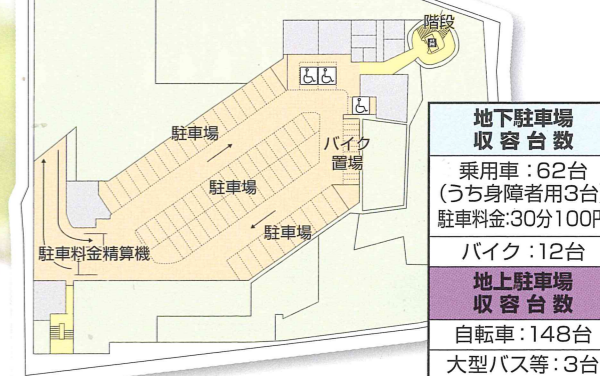 階段
駐車場
バイク
置場
駐車場
駐車場
駐車料金精算機
地下駐車場
収容台数
乗用車：62台
(うち身障者用3台
駐車料金:30分100円
バイク：12台
地上駐車場
収容台数
自転車：148台
大型バス等：3台